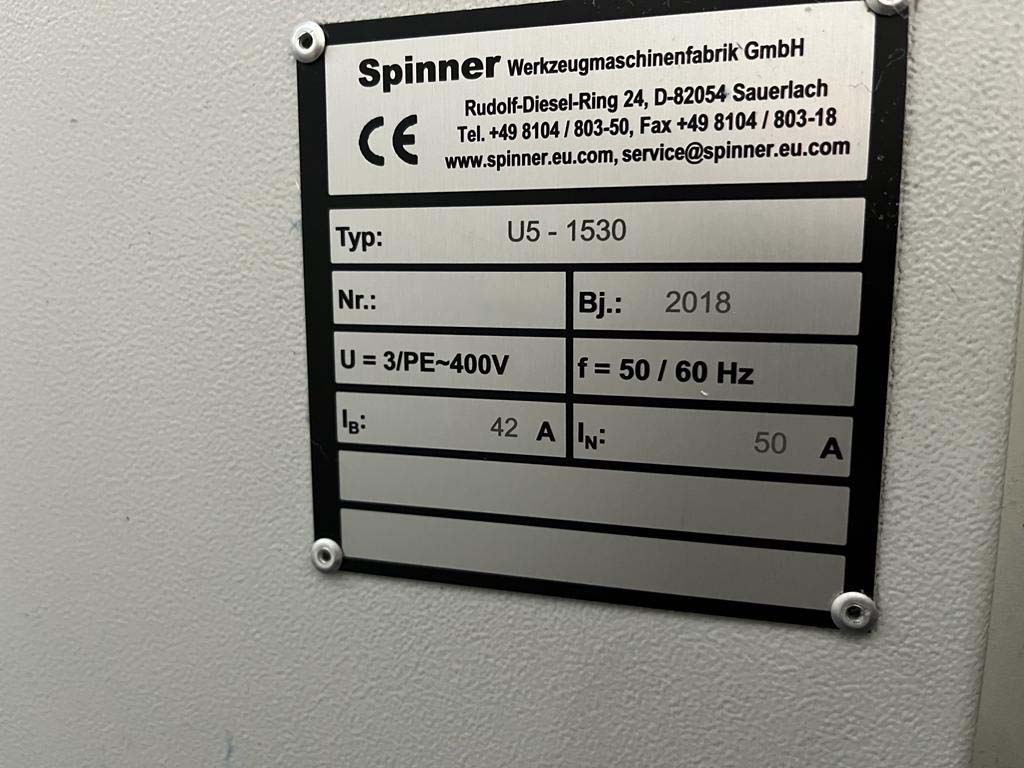 Spinner Werkzeugmaschinenfabrik GmbH
Rudolf-Diesel-Ring 24, D-82054 Sauerlach
Tel. +49 8104 / 803-50, Fax +49 8104 / 803-18
CE
www.spinner.eu.com, service@spinner.eu.com
Typ: U5 - 1530
Nr.: Bj.: 2018
U = 3/PE~400V f = 50 / 60 Hz
IB: 42 A IN: 50 A